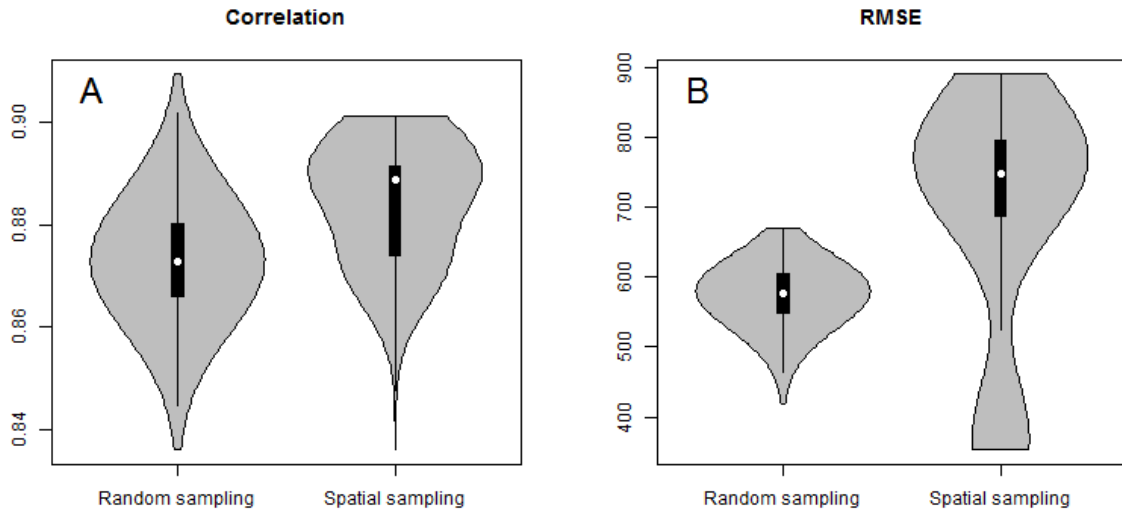 Correlation
A
0.90
0.88
0.86
0.84
Random sampling
Spatial sampling
RMSE
B
900
800
700
600
500
400
Random sampling
Spatial sampling